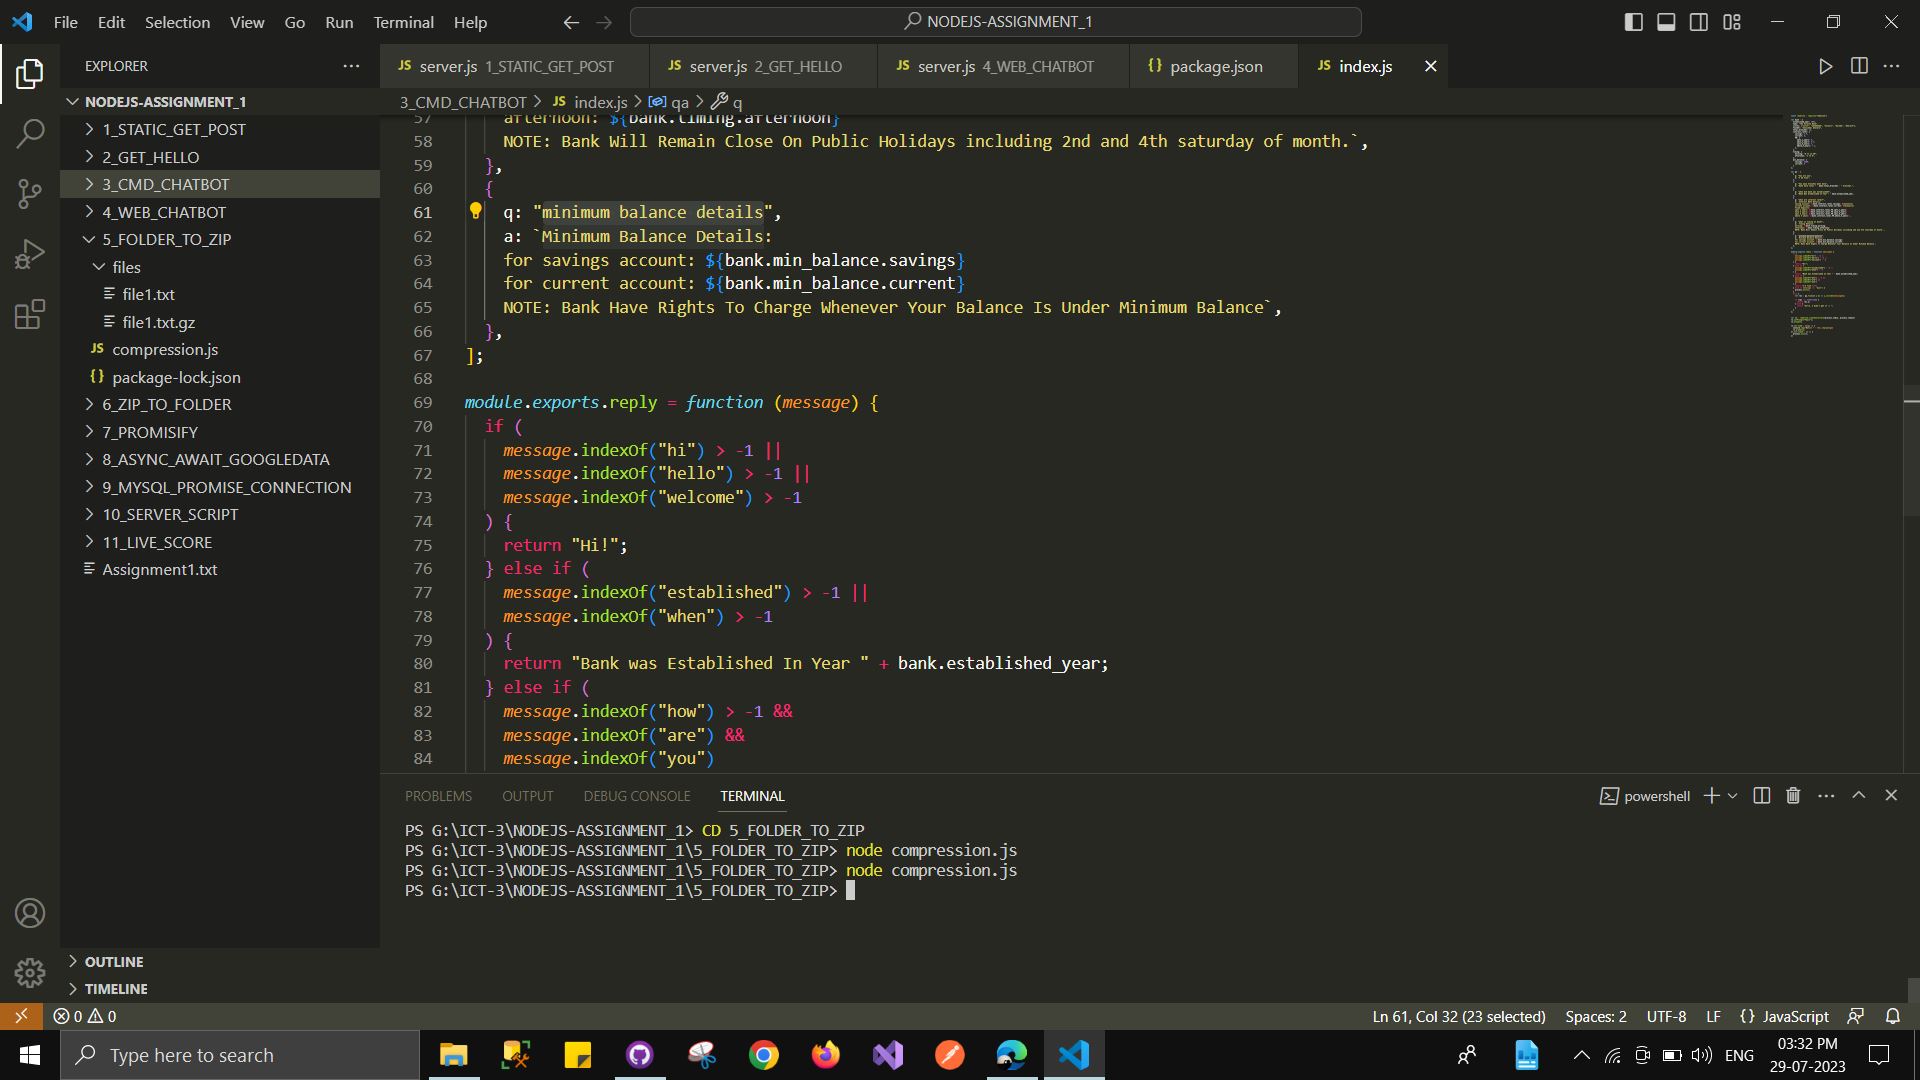 File Edit Selection View Go Run Terminal Help
NODEJS-ASSIGNMENT_1
EXPLORER
NODEJS-ASSIGNMENT_1
1_STATIC_GET_POST
2_GET_HELLO
3_CMD_CHATBOT
4_WEB_CHATBOT
5_FOLDER_TO_ZIP
files
file1.txt
file1.txt.gz
JS compression.js
{} package-lock.json
6_ZIP_TO_FOLDER
7_PROMISIFY
8_ASYNC_AWAIT_GOOGLEDATA
9_MYSQL_PROMISE_CONNECTION
10_SERVER_SCRIPT
11_LIVE_SCORE
Assignment1.txt
OUTLINE
TIMELINE
JS server.js 1_STATIC_GET_POST JS server.js 2_GET_HELLO JS server.js 4_WEB_CHATBOT {} package.json JS index.js
3_CMD_CHATBOT > JS index.js > qa > q
57 afternoon: ${bank.timing.afternoon}
58 NOTE: Bank Will Remain Close On Public Holidays including 2nd and 4th saturday of month.`,
59 },
60 {
61 q: "minimum balance details",
62 a: `Minimum Balance Details:
63 for savings account: ${bank.min_balance.savings}
64 for current account: ${bank.min_balance.current}
65 NOTE: Bank Have Rights To Charge Whenever Your Balance Is Under Minimum Balance`,
66 },
67 ];
68
69 module.exports.reply = function (message) {
70 if (
71 message.indexOf("hi") > -1 ||
72 message.indexOf("hello") > -1 ||
73 message.indexOf("welcome") > -1
74 ) {
75 return "Hi!";
76 } else if (
77 message.indexOf("established") > -1 ||
78 message.indexOf("when") > -1
79 ) {
80 return "Bank was Established In Year " + bank.established_year;
81 } else if (
82 message.indexOf("how") > -1 &&
83 message.indexOf("are") &&
84 message.indexOf("you")
PROBLEMS OUTPUT DEBUG CONSOLE TERMINAL
powershell
PS G:\ICT-3\NODEJS-ASSIGNMENT_1> CD 5_FOLDER_TO_ZIP
PS G:\ICT-3\NODEJS-ASSIGNMENT_1\5_FOLDER_TO_ZIP> node compression.js
PS G:\ICT-3\NODEJS-ASSIGNMENT_1\5_FOLDER_TO_ZIP> node compression.js
PS G:\ICT-3\NODEJS-ASSIGNMENT_1\5_FOLDER_TO_ZIP>
0 0
Ln 61, Col 32 (23 selected) Spaces: 2 UTF-8 LF {} JavaScript
Type here to search
ENG
03:32 PM
29-07-2023